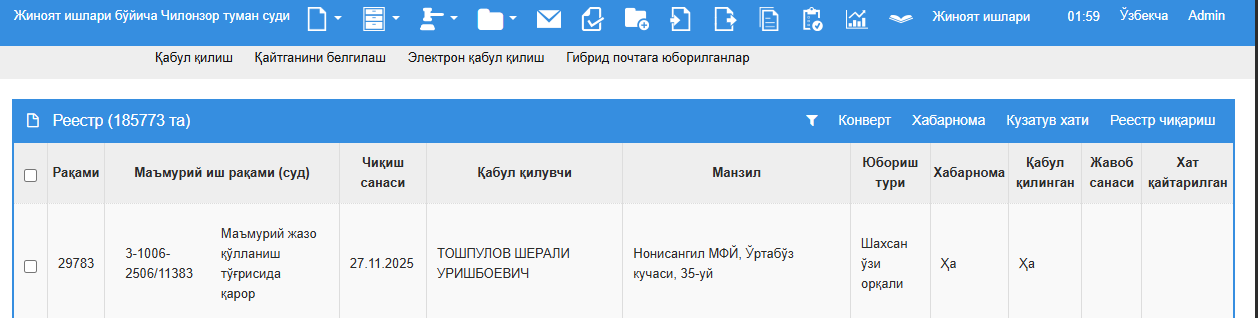 Жиноят ишлари бўйича Чилонзор туман суди
Жиноят ишлари
01:59
Ўзбекча
Admin
Қабул қилиш
Қайтганини белгилаш
Электрон қабул қилиш
Гибрид почтага юборилганлар
Реестр (185773 та)
Конверт
Хабарнома
Кузатув хати
Реестр чиқариш
Рақами
Маъмурий иш рақами (суд)
Чиқиш
санаси
Қабул қилувчи
Манзил
Юбориш
тури
Хабарнома
Қабул
қилинган
Жавоб
санаси
Хат
қайтарилган
29783
3-1006-
2506/11383
Маъмурий жазо
қўлланиш
тўғрисида
қарор
27.11.2025
ТОШПУЛОВ ШЕРАЛИ
УРИШБОЕВИЧ
Нонисангил МФЙ, Ўртабўз
кучаси, 35-уй
Шахсан
ўзи
орқали
Ҳа
Ҳа